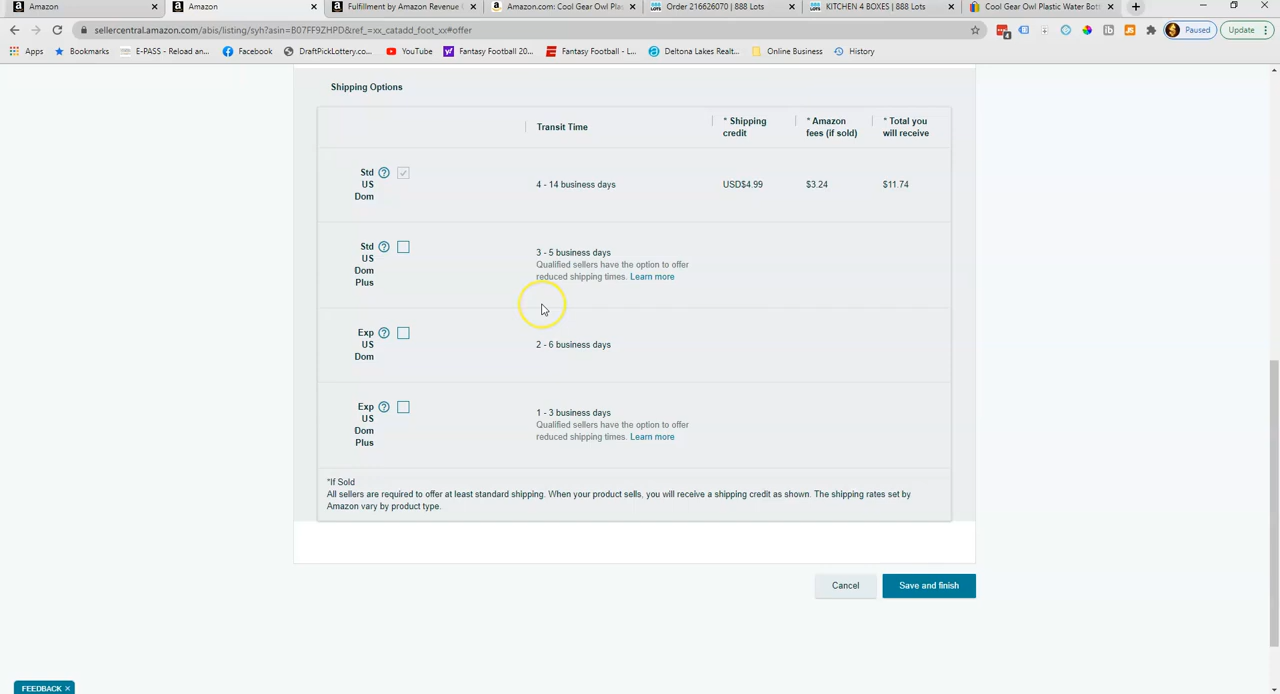 Amazon
Amazon
Fulfillment by Amazon Revenue C
Amazon.com: Cool Gear Owl Plas
Order 216626070 | 888 Lots
KITCHEN 4 BOXES | 888 Lots
Cool Gear Owl Plastic Water Bott
sellercentral.amazon.com/abis/listing/syh?asin=B07FF9ZHPD&ref_=xx_catadd_foot_xx#offer
Paused
Update
Apps
Bookmarks
E-PASS - Reload an...
Facebook
DraftPickLottery.co...
YouTube
Fantasy Football '20...
Fantasy Football - L...
Deltona Lakes Realt...
Online Business
History
Shipping Options
Transit Time
* Shipping credit
* Amazon fees (if sold)
* Total you will receive
Std
US
Dom
4 - 14 business days
USD$4.99
$3.24
$11.74
Std
US
Dom
Plus
3 - 5 business days
Qualified sellers have the option to offer
reduced shipping times. Learn more
Exp
US
Dom
2 - 6 business days
Exp
US
Dom
Plus
1 - 3 business days
Qualified sellers have the option to offer
reduced shipping times. Learn more
*If Sold
All sellers are required to offer at least standard shipping. When your product sells, you will receive a shipping credit as shown. The shipping rates set by
Amazon vary by product type.
Cancel
Save and finish
FEEDBACK